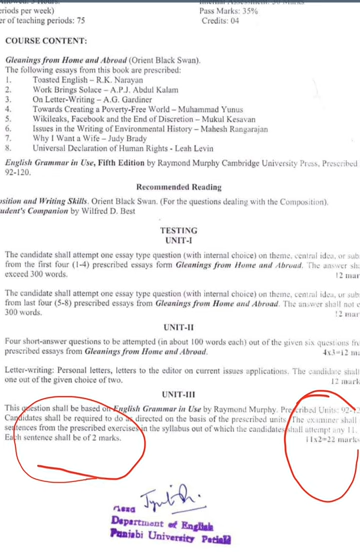 eriods per week)
Pass Marks: 35%
er of teaching periods: 75
Credits: 04
COURSE CONTENT:
Gleanings from Home and Abroad (Orient Black Swan).
The following essays from this book are prescribed:
1. Toasted English – R.K. Narayan
2. Work Brings Solace – A.P.J. Abdul Kalam
3. On Letter-Writing – A.G. Gardiner
4. Towards Creating a Poverty-Free World – Muhammad Yunus
5. Wikileaks, Facebook and the End of Discretion – Mukul Kesavan
6. Issues in the Writing of Environmental History – Mahesh Rangarajan
7. Why I Want a Wife – Judy Brady
8. Universal Declaration of Human Rights - Leah Levin
English Grammar in Use, Fifth Edition by Raymond Murphy Cambridge University Press, Prescribed
92-120.
Recommended Reading
osition and Writing Skills. Orient Black Swan. (For the questions dealing with the Composition).
udent's Companion by Wilfred D. Best
TESTING
UNIT-I
The candidate shall attempt one essay type question (with internal choice) on theme, central idea, or sub
from the first four (1-4) prescribed essays form Gleanings from Home and Abroad. The answer sh
exceed 300 words. 12 mar
The candidate shall attempt one essay type question (with internal choice) on theme, central idea, or sub
from last four (5-8) prescribed essays from Gleanings from Home and Abroad. The answer shall not e
300 words. 12 mar
UNIT-II
Four short-answer questions to be attempted (in about 100 words each) out of the given six questions fro
prescribed essays from Gleanings from Home and Abroad. 4x3=12 ma
Letter-writing: Personal letters, letters to the editor on current issues applications. The candidate shall
one out of the given choice of two. 12 mark
UNIT-III
This question shall be based on English Grammar in Use by Raymond Murphy. Prescribed Units: 92-12
Candidates shall be required to do as directed on the basis of the prescribed units. The examiner shall
sentences from the prescribed exercises in the syllabus out of which the candidates shall attempt any 11.
Each sentence shall be of 2 marks. 11x2=22 marks
Head
Department of English
Punjabi University Patiala